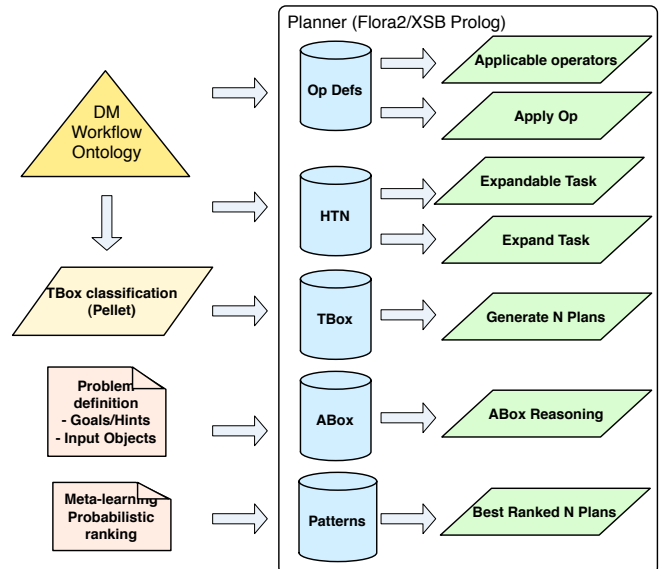 Planner (Flora2/XSB Prolog)
DM
Workflow
Ontology
Op Defs
Applicable operators
Apply Op
HTN
Expandable Task
Expand Task
TBox classification
(Pellet)
TBox
Generate N Plans
Problem
definition
- Goals/Hints
- Input Objects
ABox
ABox Reasoning
Meta-learning
Probabilistic
ranking
Patterns
Best Ranked N Plans